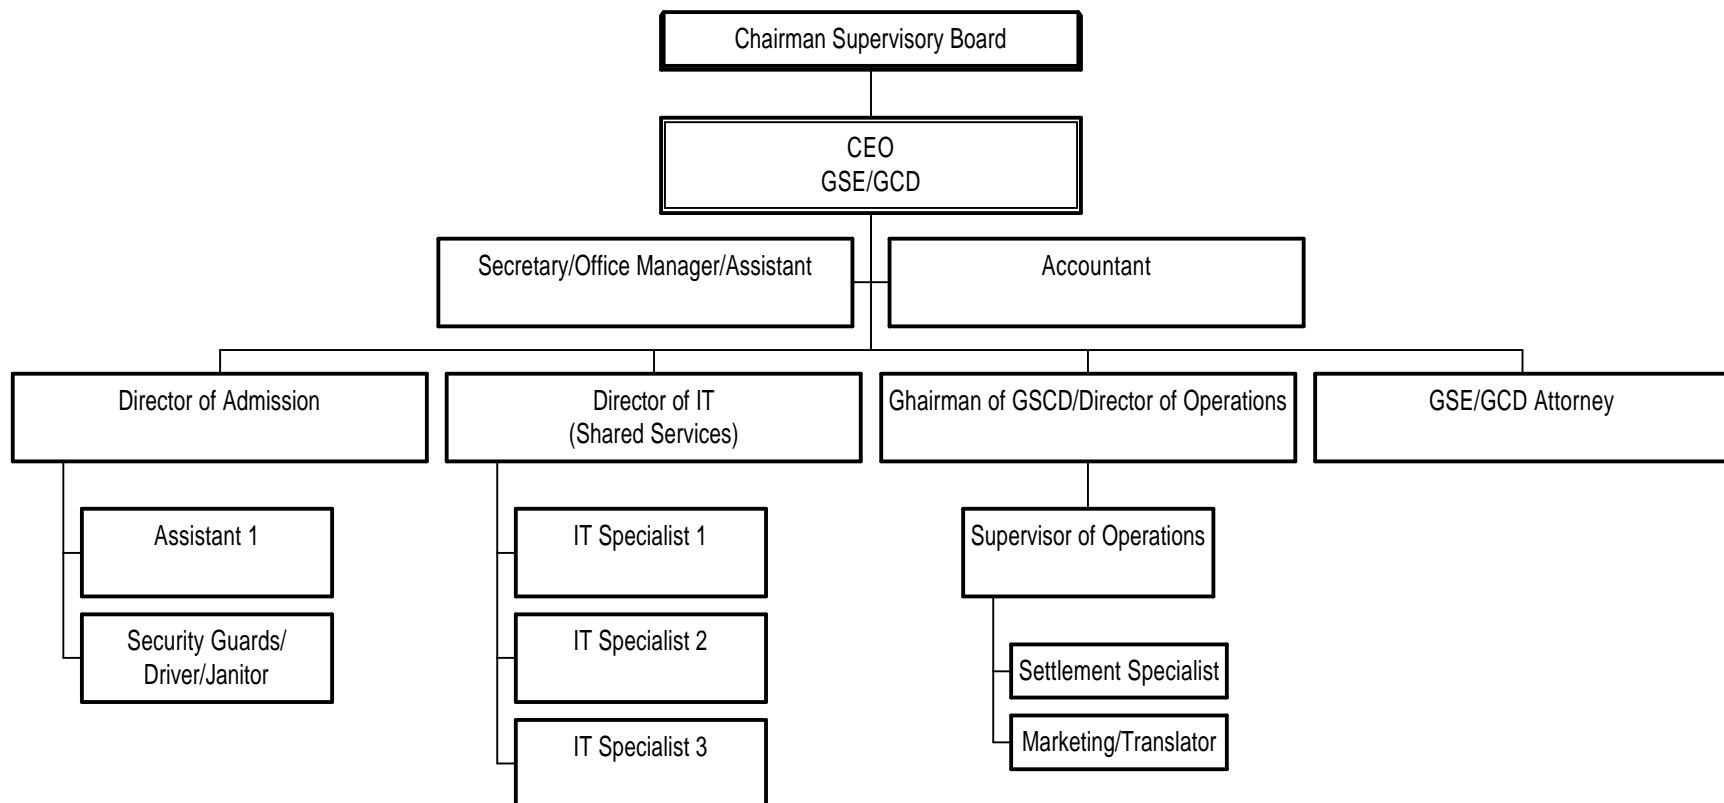 Chairman Supervisory Board
CEO
GSE/GCD
Secretary/Office Manager/Assistant
Accountant
Director of Admission
Director of IT
(Shared Services)
Ghairman of GSCD/Director of Operations
GSE/GCD Attorney
Assistant 1
Security Guards/
Driver/Janitor
IT Specialist 1
IT Specialist 2
IT Specialist 3
Supervisor of Operations
Settlement Specialist
Marketing/Translator